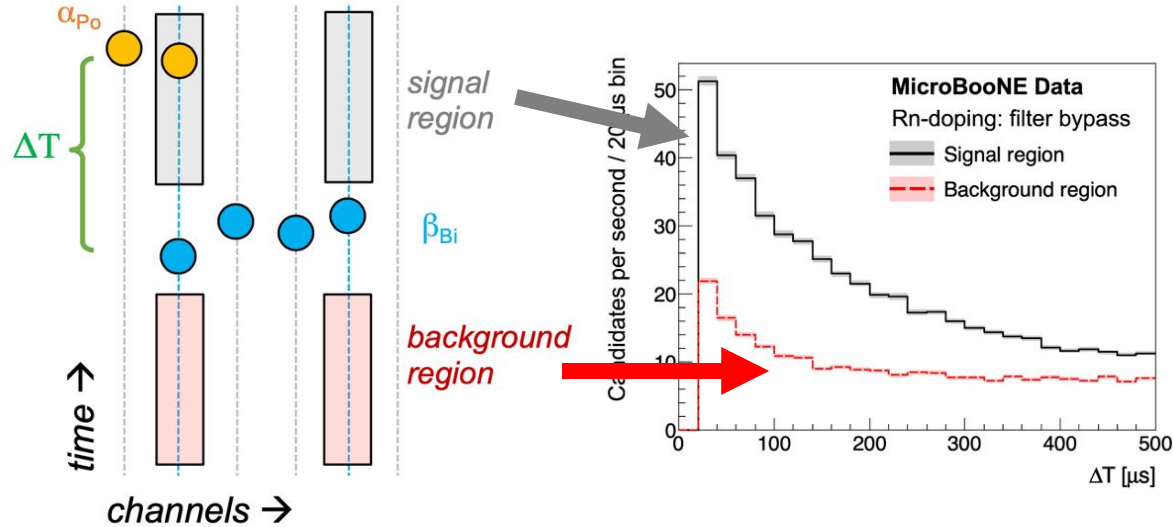 αPo
ΔT
signal
region
βBi
background
region
time →
channels →
MicroBooNE Data
Rn-doping: filter bypass
Signal region
Background region
Candidates per second / 20 μs bin
50
40
30
20
10
0
0 100 200 300 400 500
ΔT [μs]